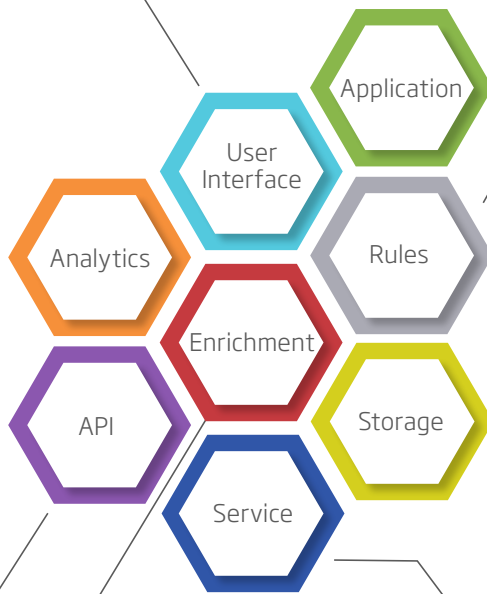 Application
User
Interface
Analytics
Rules
Enrichment
API
Storage
Service